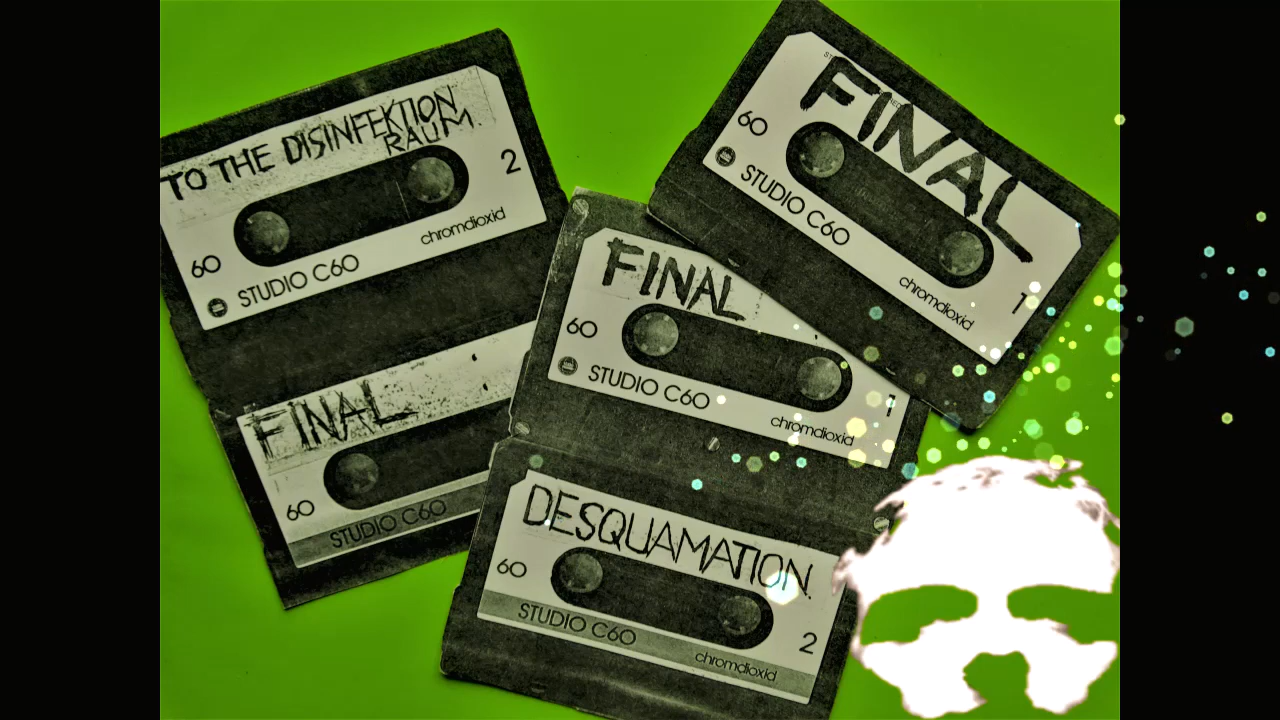 TO THE DISINFEKTION
RAUM
2
60
STUDIO C60
chromdioxid
FINAL
60
STUDIO C60
FINAL
60
STUDIO C60
1
chromdioxid
DESQUAMATION.
60
STUDIO C60
2
chromdioxid
FINAL
60
STUDIO C60
1
chromdioxid